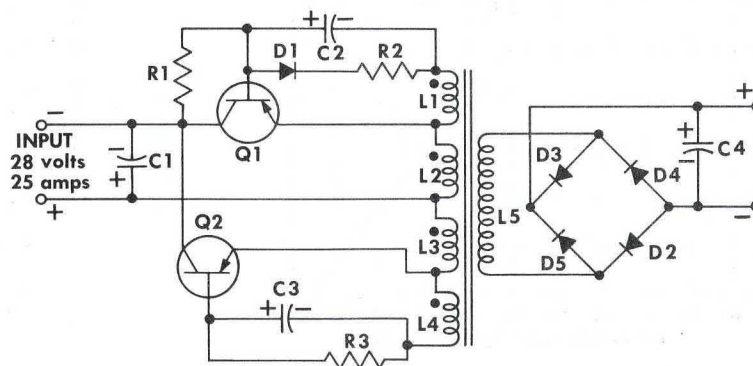 + - C2
D1 R2
R1
L1
-
INPUT
28 volts
25 amps
+
- + C1
Q1
L2
Q2
L3
+ - C3
L4
R3
L5
D3
D4
D5
D2
+ - C4
+
-